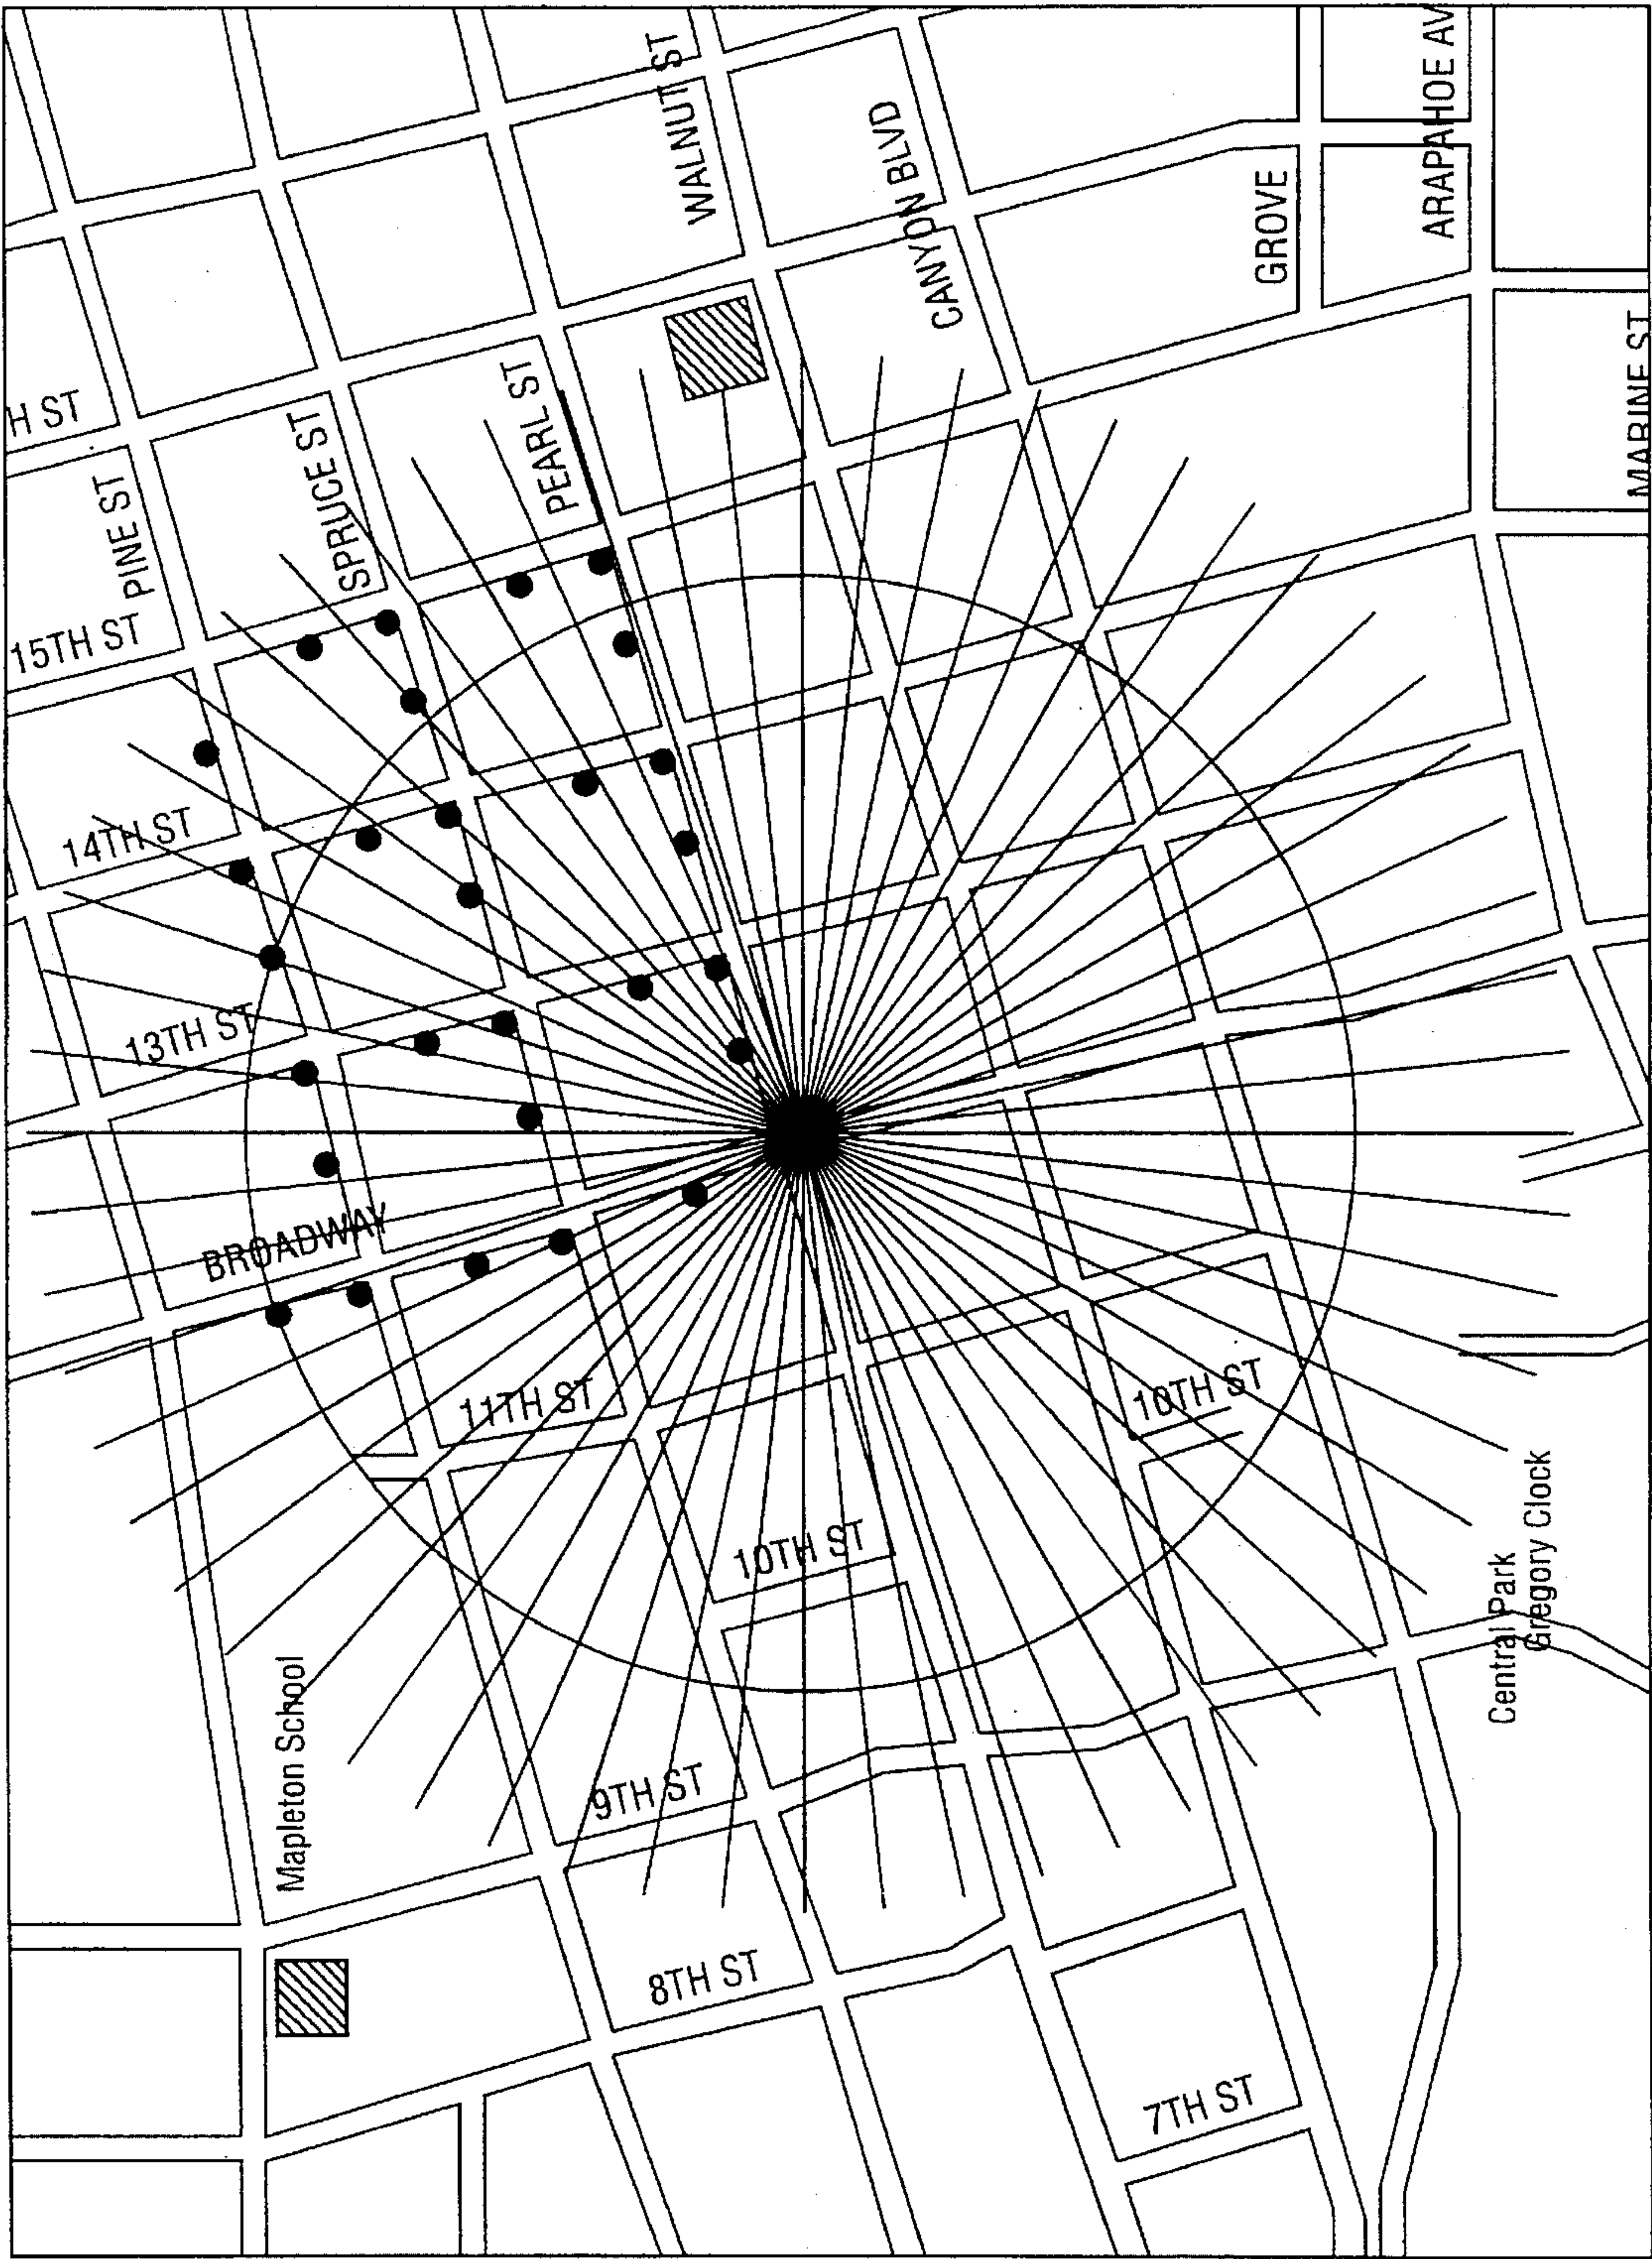 WALNUT ST
CANYON BLVD
GROVE
ARAPAHOE AV
MARINE ST
H ST
PINE ST
SPRUCE ST
PEARL ST
15TH ST
14TH ST
13TH ST
BROADWAY
11TH ST
10TH ST
10TH ST
Central Park
Gregory Clock
Mapleton School
9TH ST
8TH ST
7TH ST